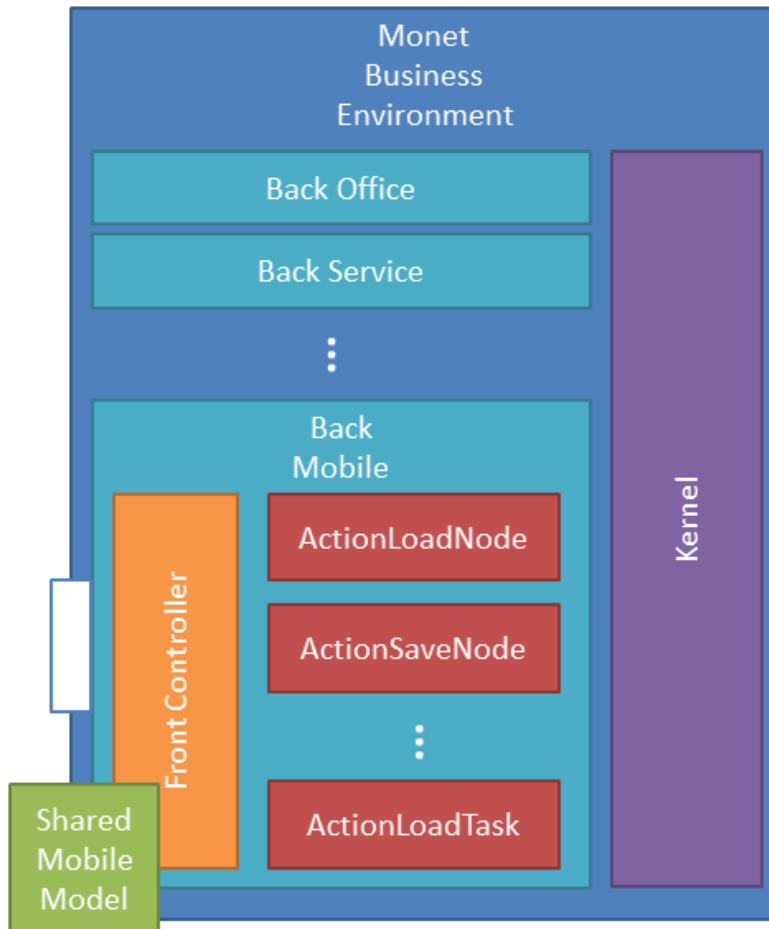 Monet
Business
Environment
Back Office
Back Service
Back
Mobile
Front Controller
ActionLoadNode
ActionSaveNode
ActionLoadTask
Kernel
Shared
Mobile
Model